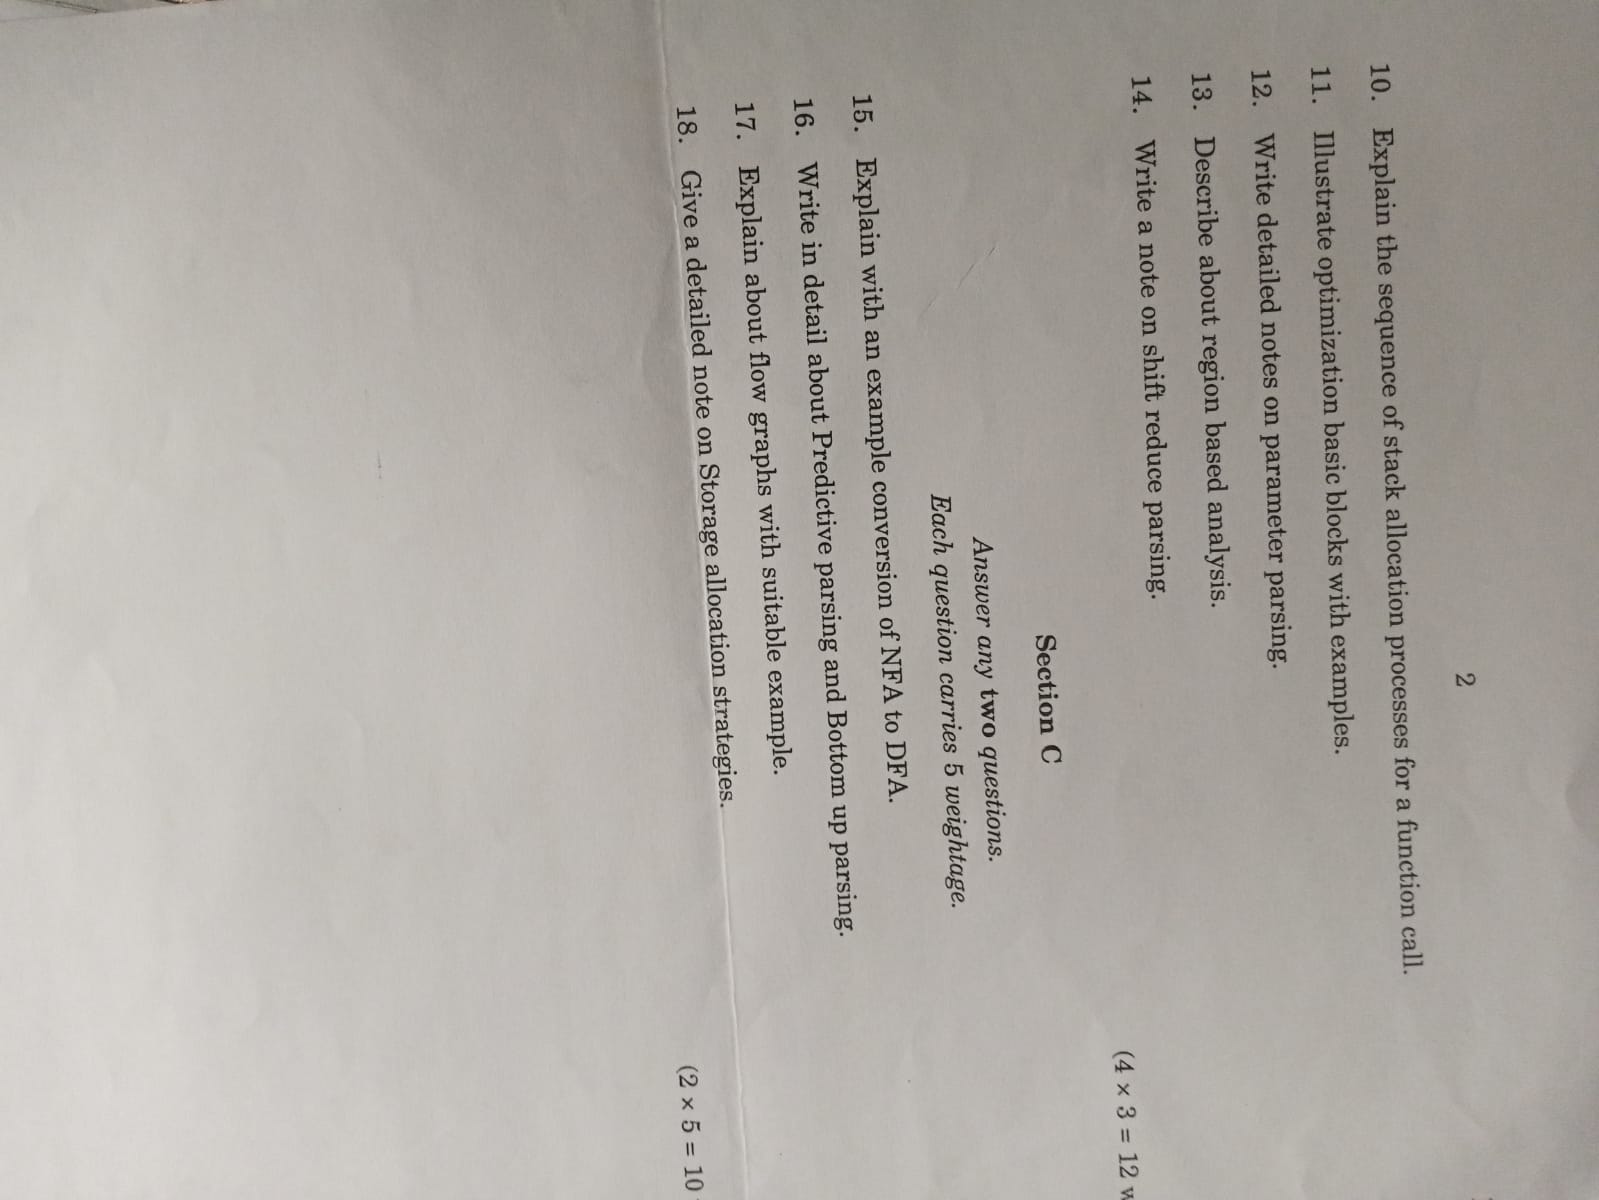 2
10. Explain the sequence of stack allocation processes for a function call.
11. Illustrate optimization basic blocks with examples.
12. Write detailed notes on parameter parsing.
13. Describe about region based analysis.
14. Write a note on shift reduce parsing.
(4 × 3 = 12 w
Section C
Answer any two questions.
Each question carries 5 weightage.
15. Explain with an example conversion of NFA to DFA.
16. Write in detail about Predictive parsing and Bottom up parsing.
17. Explain about flow graphs with suitable example.
18. Give a detailed note on Storage allocation strategies.
(2 × 5 = 10